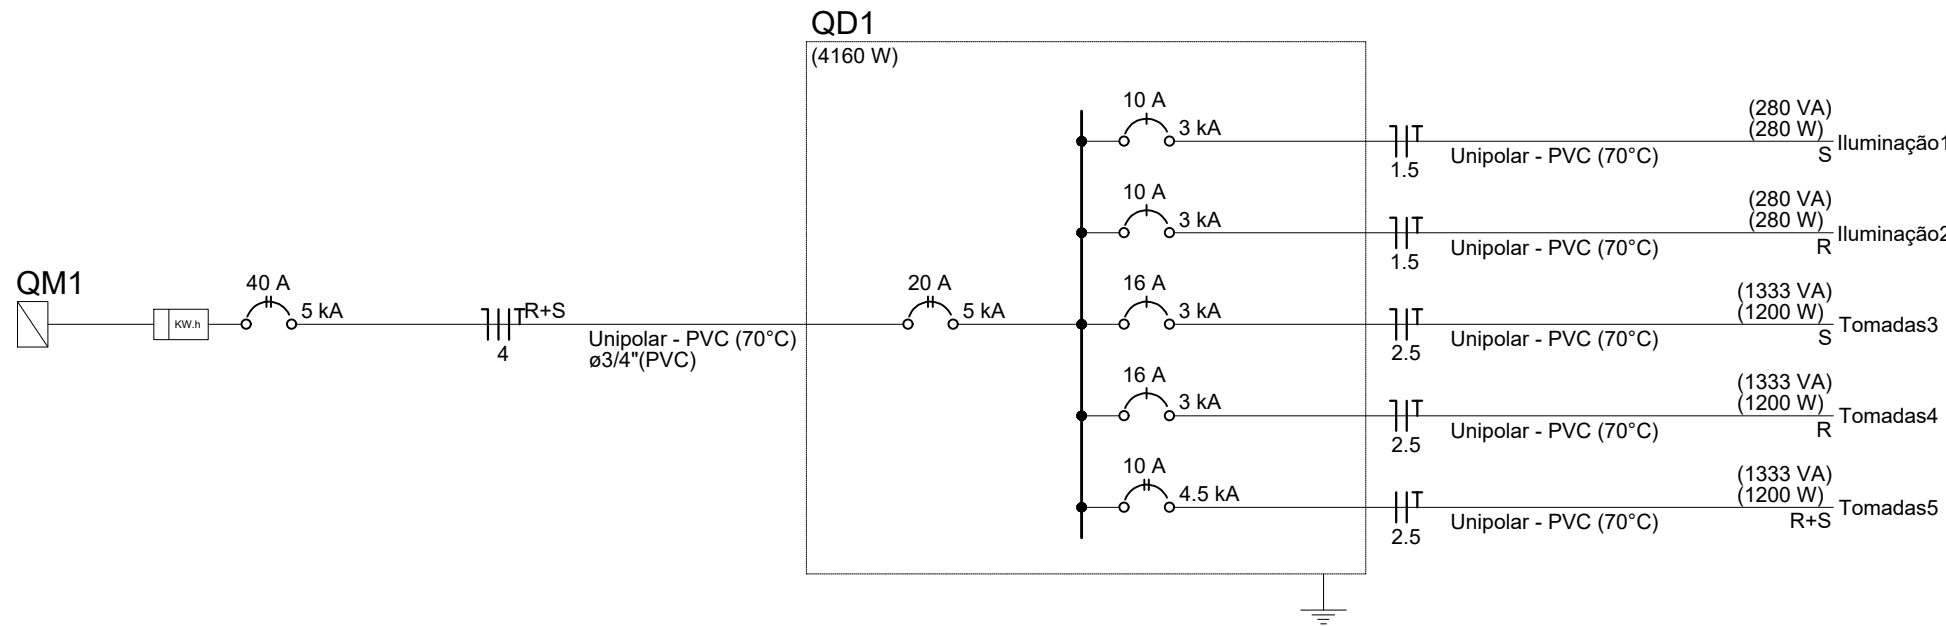 QD1
(4160 W)
QM1
KW.h
40 A
5 kA
R+S
4
Unipolar - PVC (70°C)
ø3/4"(PVC)
20 A
5 kA
10 A
3 kA
1.5
Unipolar - PVC (70°C)
(280 VA)
(280 W)
S
Iluminação1
10 A
3 kA
1.5
Unipolar - PVC (70°C)
(280 VA)
(280 W)
R
Iluminação2
16 A
3 kA
2.5
Unipolar - PVC (70°C)
(1333 VA)
(1200 W)
S
Tomadas3
16 A
3 kA
2.5
Unipolar - PVC (70°C)
(1333 VA)
(1200 W)
R
Tomadas4
10 A
4.5 kA
2.5
Unipolar - PVC (70°C)
(1333 VA)
(1200 W)
R+S
Tomadas5